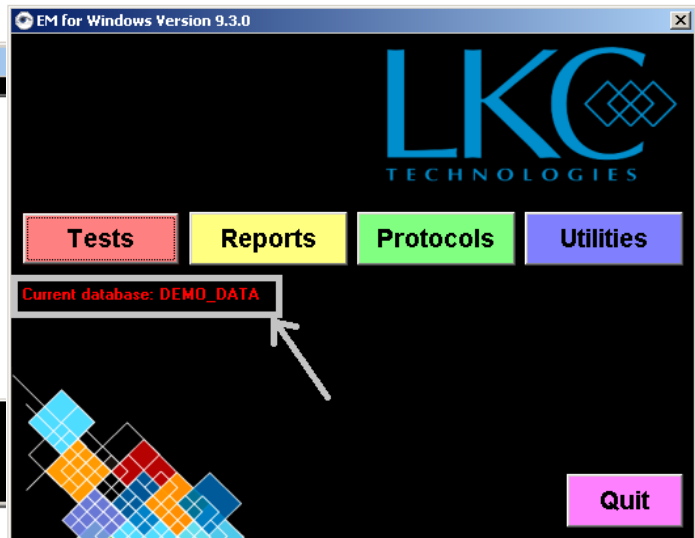 EM for Windows Version 9.3.0
LKC
TECHNOLOGIES
Tests Reports Protocols Utilities
Current database: DEMO_DATA
Quit